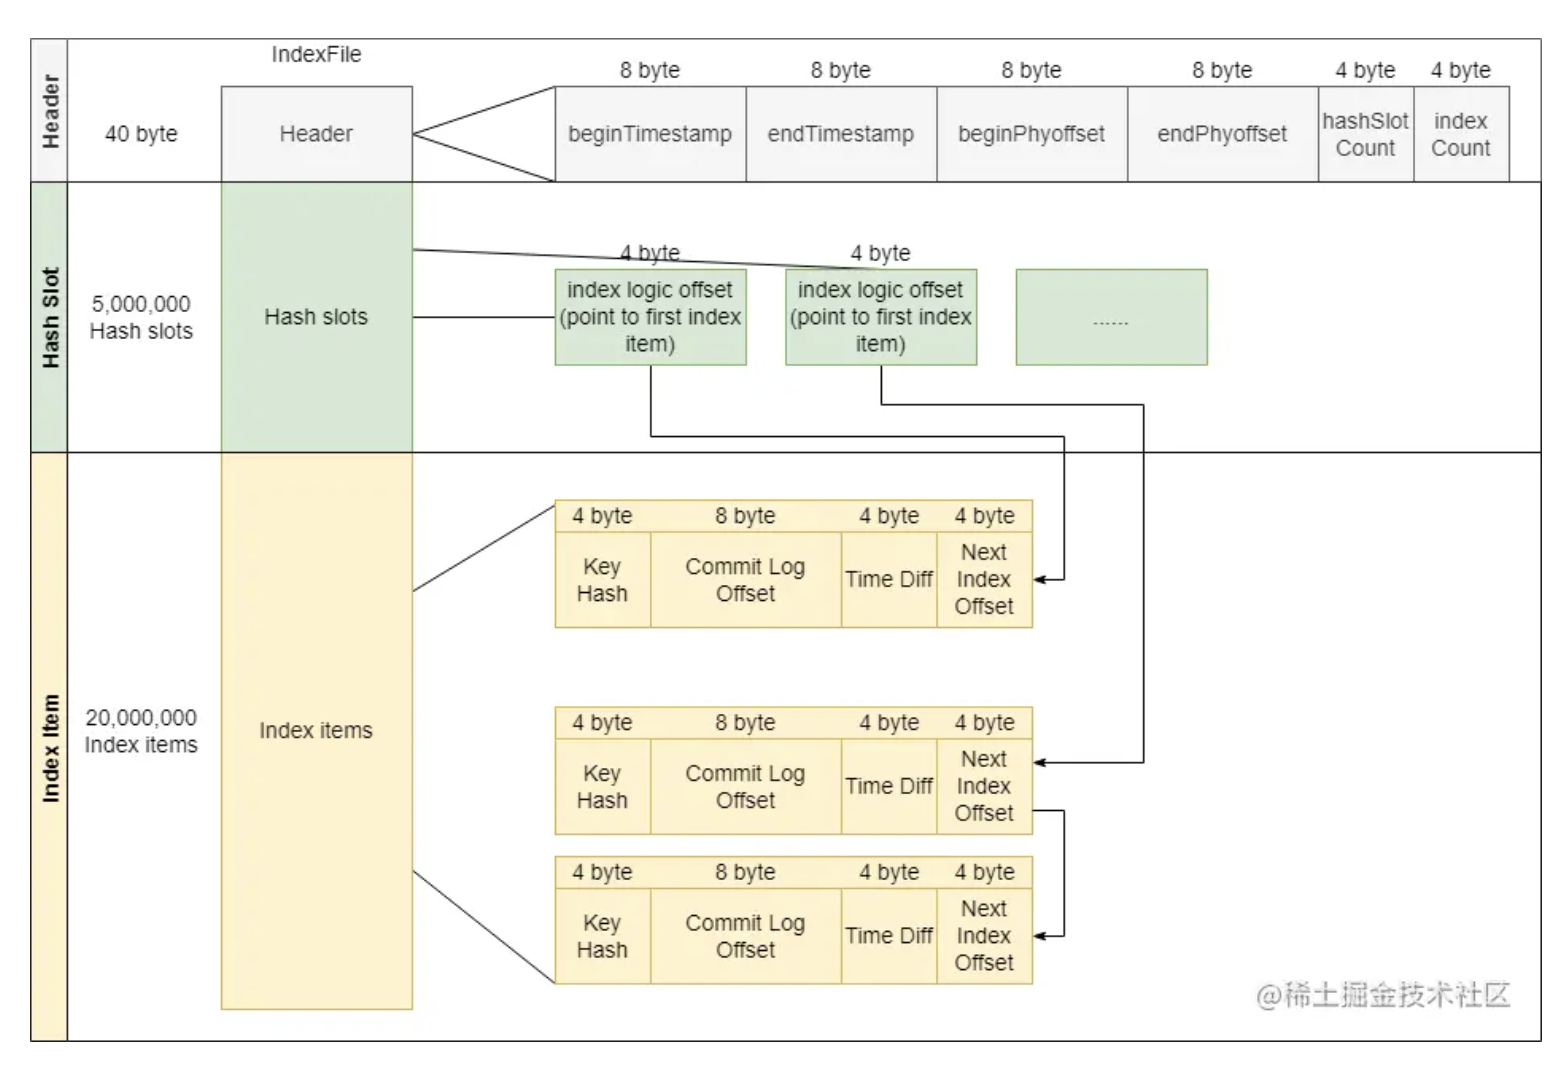 IndexFile
8 byte
8 byte
8 byte
8 byte
4 byte
4 byte
Header
40 byte
Header
beginTimestamp
endTimestamp
beginPhyoffset
endPhyoffset
hashSlot
Count
index
Count
Hash Slot
5,000,000
Hash slots
Hash slots
4 byte
4 byte
index logic offset
(point to first index
item)
index logic offset
(point to first index
item)
......
Index Item
20,000,000
Index items
Index items
4 byte
8 byte
4 byte
4 byte
Key
Hash
Commit Log
Offset
Time Diff
Next
Index
Offset
4 byte
8 byte
4 byte
4 byte
Key
Hash
Commit Log
Offset
Time Diff
Next
Index
Offset
4 byte
8 byte
4 byte
4 byte
Key
Hash
Commit Log
Offset
Time Diff
Next
Index
Offset
@稀土掘金技术社区